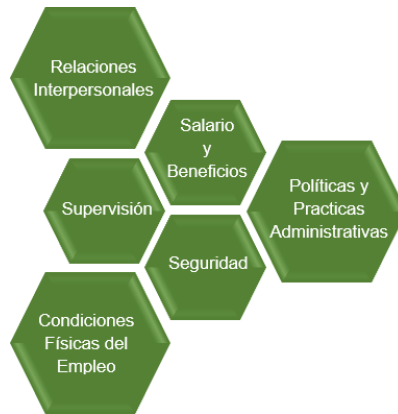 Relaciones
Interpersonales
Salario
y
Beneficios
Políticas y
Practicas
Administrativas
Supervisión
Seguridad
Condiciones
Físicas del
Empleo